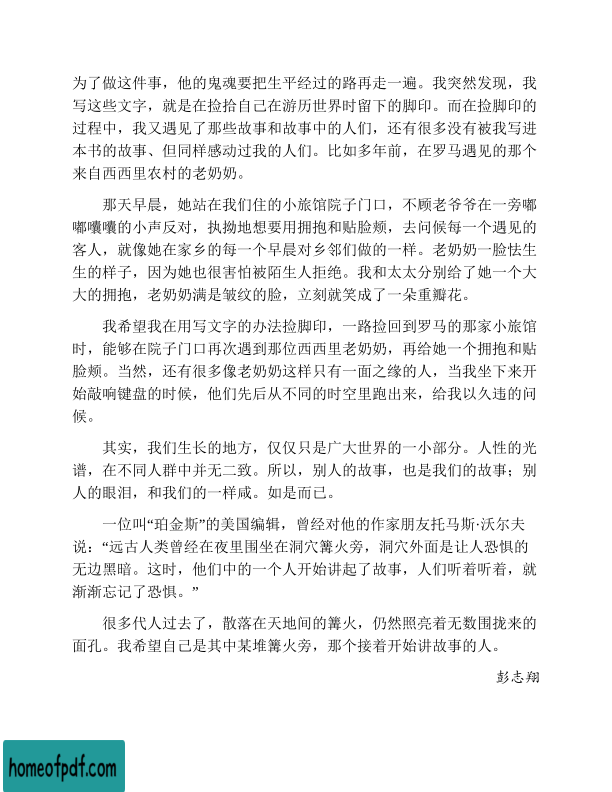 为了做这件事，他的鬼魂要把生平经过的路再走一遍。我突然发现，我
写这些文字，就是在捡拾自己在游历世界时留下的脚印。而在捡脚印的
过程中，我又遇见了那些故事和故事中的人们，还有很多没有被我写进
本书的故事、但同样感动过我的人们。比如多年前，在罗马遇见的那个
来自西西里农村的老奶奶。
那天早晨，她站在我们住的小旅馆院子门口，不顾老爷爷在一旁嘟
嘟囔囔的小声反对，执拗地想要用拥抱和贴脸颊，去问候每一个遇见的
客人，就像她在家乡的每一个早晨对乡邻们做的一样。老奶奶一脸怯生
生的样子，因为她也很害怕被陌生人拒绝。我和太太分别给了她一个大
大的拥抱，老奶奶满是皱纹的脸，立刻就笑成了一朵重瓣花。
我希望我在用写文字的办法捡脚印，一路捡回到罗马的那家小旅馆
时，能够在院子门口再次遇到那位西西里老奶奶，再给她一个拥抱和贴
脸颊。当然，还有很多像老奶奶这样只有一面之缘的人，当我坐下来开
始敲响键盘的时候，他们先后从不同的时空里跑出来，给我以久违的问
候。
其实，我们生长的地方，仅仅只是广大世界的一小部分。人性的光
谱，在不同人群中并无二致。所以，别人的故事，也是我们的故事；别
人的眼泪，和我们的一样咸。如是而已。
一位叫“珀金斯”的美国编辑，曾经对他的作家朋友托马斯·沃尔夫
说：“远古人类曾经在夜里围坐在洞穴篝火旁，洞穴外面是让人恐惧的
无边黑暗。这时，他们中的一个人开始讲起了故事，人们听着听着，就
渐渐忘记了恐惧。”
很多代人过去了，散落在天地间的篝火，仍然照亮着无数围拢来的
面孔。我希望自己是其中某堆篝火旁，那个接着开始讲故事的人。
彭志翔
homeofpdf.com